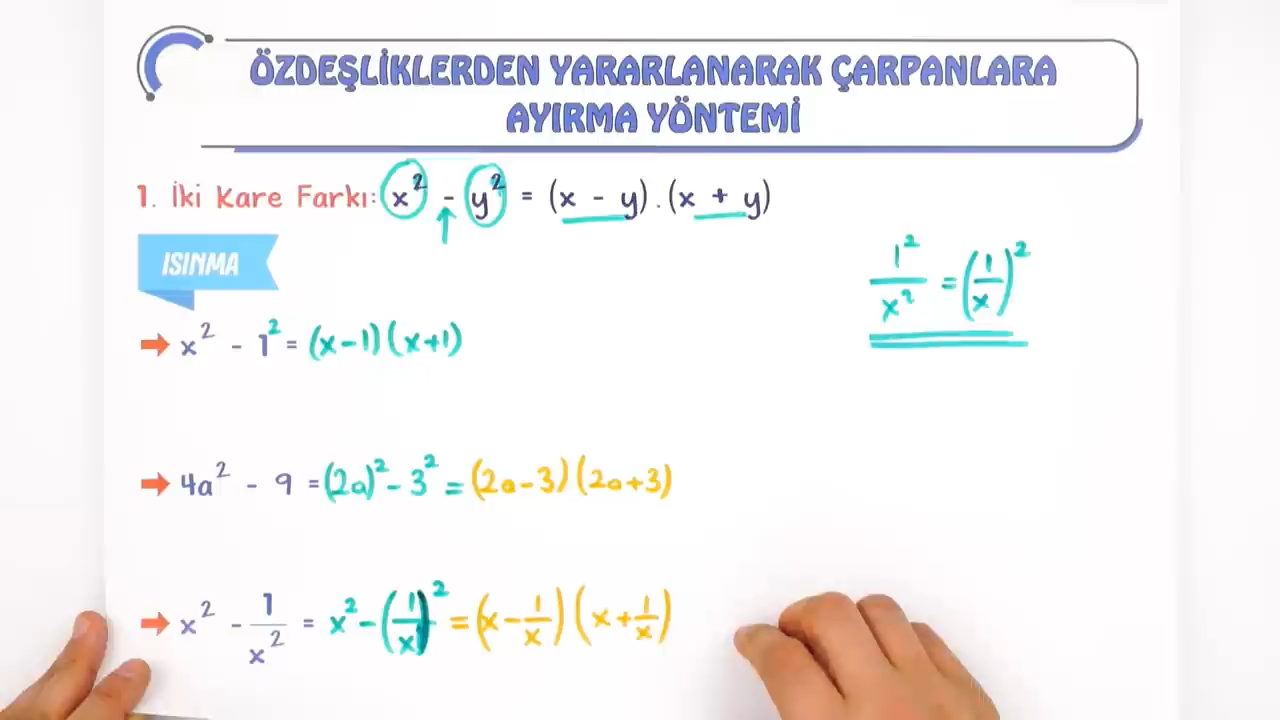 ÖZDEŞLİKLERDEN YARARLANARAK ÇARPANLARA
AYIRMA YÖNTEMİ
1. İki Kare Farkı: x² - y² = (x - y) . (x + y)
ISINMA
1²/x² = (1/x)²
x² - 1² = (x-1)(x+1)
4a² - 9 = (2a)² - 3² = (2a-3)(2a+3)
x² - 1/x² = x² - (1/x)² = (x - 1/x)(x + 1/x)